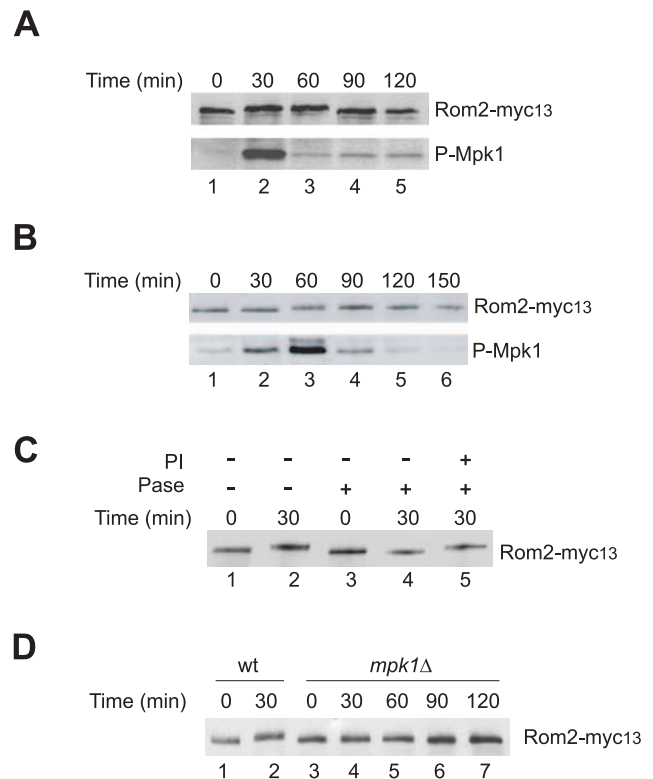 A
Time (min) 0 30 60 90 120
Rom2-myc13
P-Mpk1
1 2 3 4 5
B
Time (min) 0 30 60 90 120 150
Rom2-myc13
P-Mpk1
1 2 3 4 5 6
C
PI - - - - +
Pase - - + + +
Time (min) 0 30 0 30 30
Rom2-myc13
1 2 3 4 5
D
wt mpk1Δ
Time (min) 0 30 0 30 60 90 120
Rom2-myc13
1 2 3 4 5 6 7